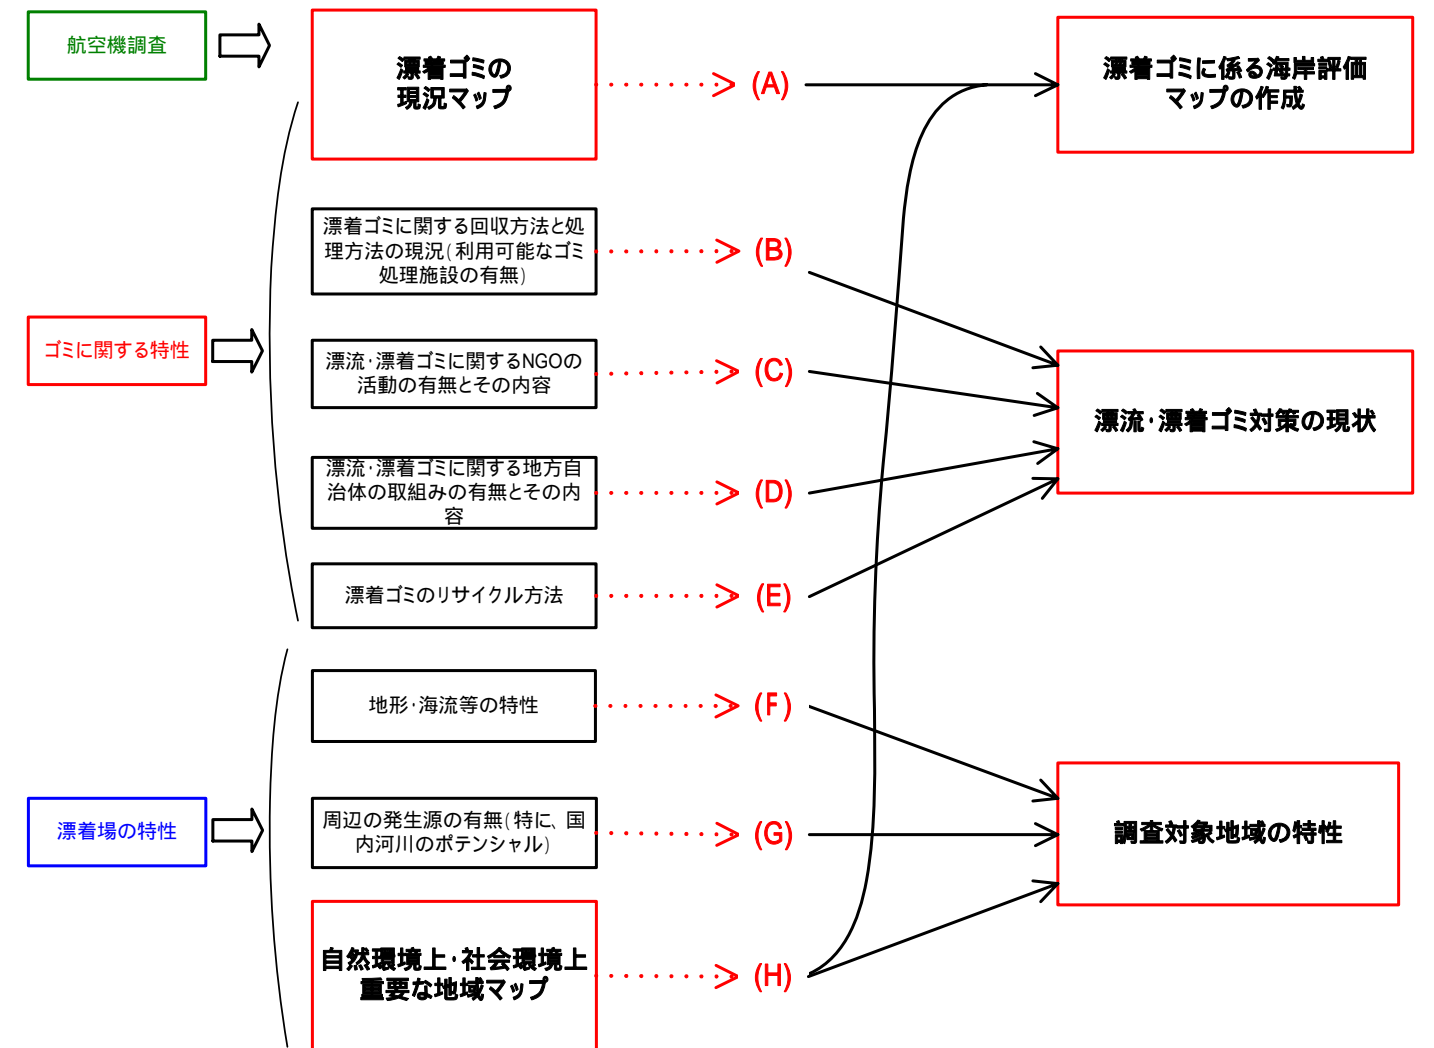 航空機調査
漂着ゴミの
現況マップ
(A)
漂着ゴミに係る海岸評価
マップの作成
漂着ゴミに関する回収方法と処
理方法の現況(利用可能なゴミ
処理施設の有無)
(B)
ゴミに関する特性
漂流・漂着ゴミに関するNGOの
活動の有無とその内容
(C)
漂流・漂着ゴミ対策の現状
漂流・漂着ゴミに関する地方自
治体の取組みの有無とその内
容
(D)
漂着ゴミのリサイクル方法
(E)
地形・海流等の特性
(F)
漂着場の特性
周辺の発生源の有無(特に、国
内河川のポテンシャル)
(G)
調査対象地域の特性
自然環境上・社会環境上
重要な地域マップ
(H)